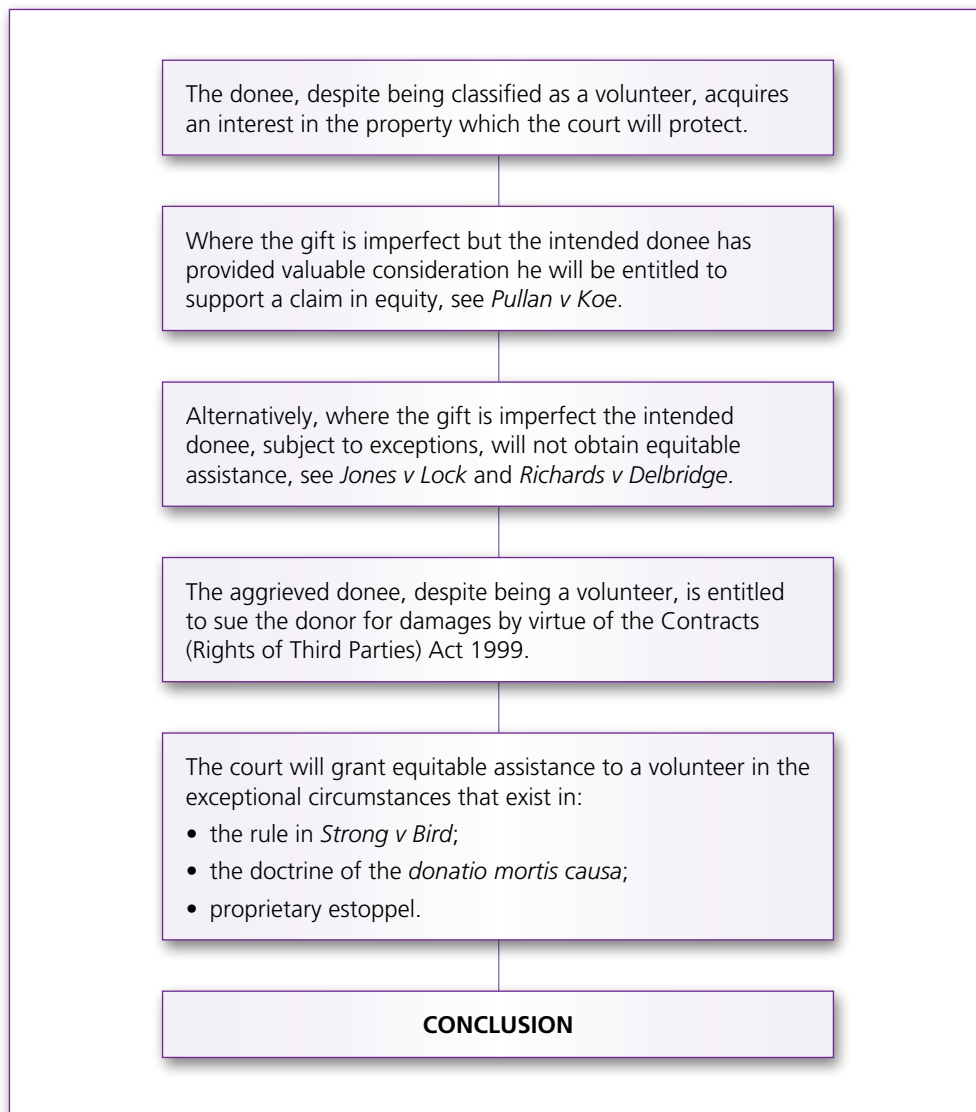 The donee, despite being classified as a volunteer, acquires
an interest in the property which the court will protect.
Where the gift is imperfect but the intended donee has
provided valuable consideration he will be entitled to
support a claim in equity, see Pullan v Koe.
Alternatively, where the gift is imperfect the intended
donee, subject to exceptions, will not obtain equitable
assistance, see Jones v Lock and Richards v Delbridge.
The aggrieved donee, despite being a volunteer, is entitled
to sue the donor for damages by virtue of the Contracts
(Rights of Third Parties) Act 1999.
The court will grant equitable assistance to a volunteer in the
exceptional circumstances that exist in:
• the rule in Strong v Bird;
• the doctrine of the donatio mortis causa;
• proprietary estoppel.
CONCLUSION